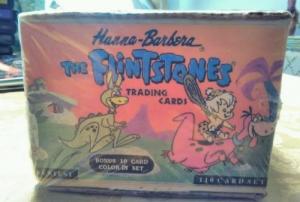 Hanna-Barbera
THE FLINTSTONES
TRADING
CARDS
BONUS 10 CARD
COLOR-IN SET
110 CARD SET